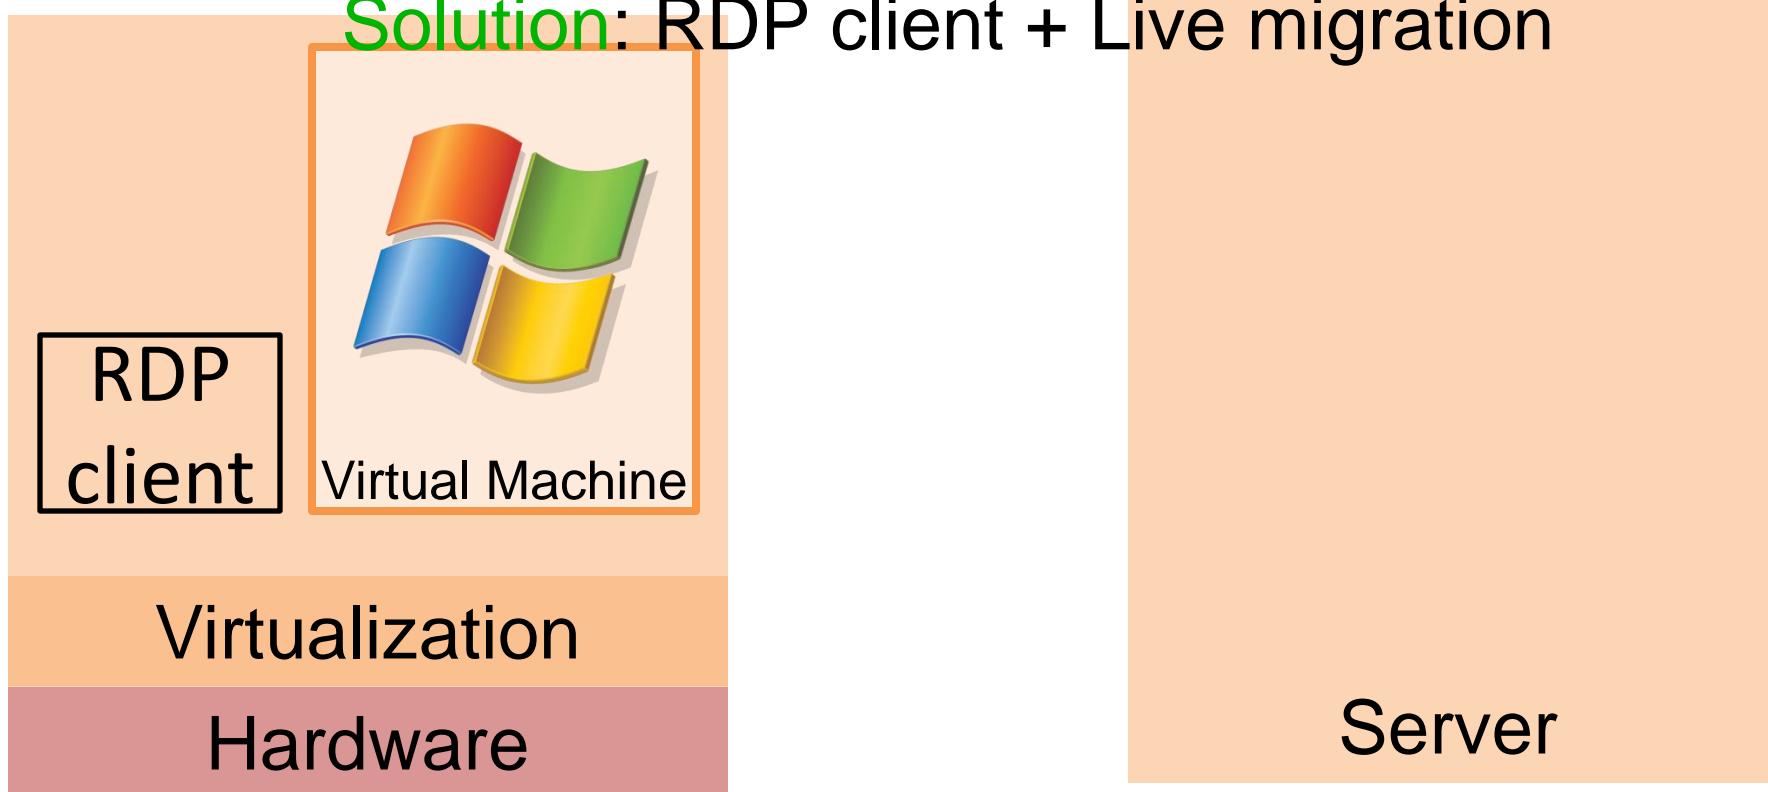 Solution: RDP client + Live migration
RDP
client
Virtual Machine
Virtualization
Hardware
Server